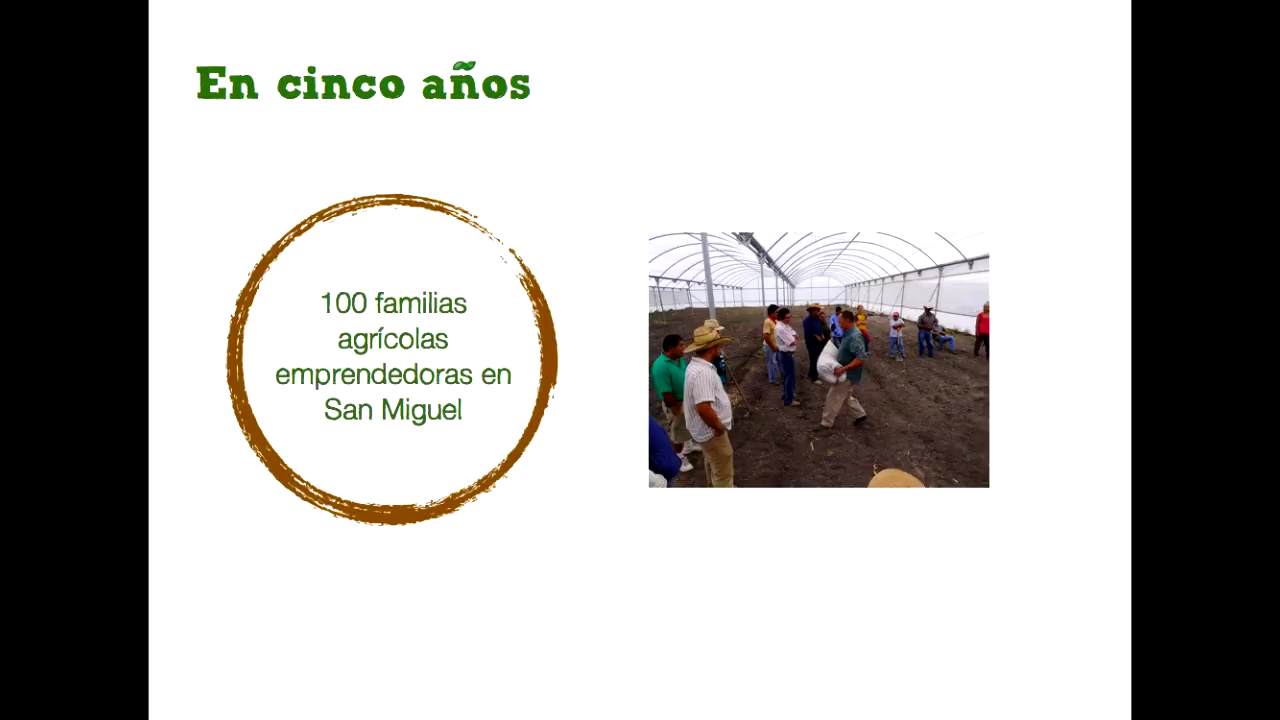 En cinco años
100 familias
agrícolas
emprendedoras en
San Miguel